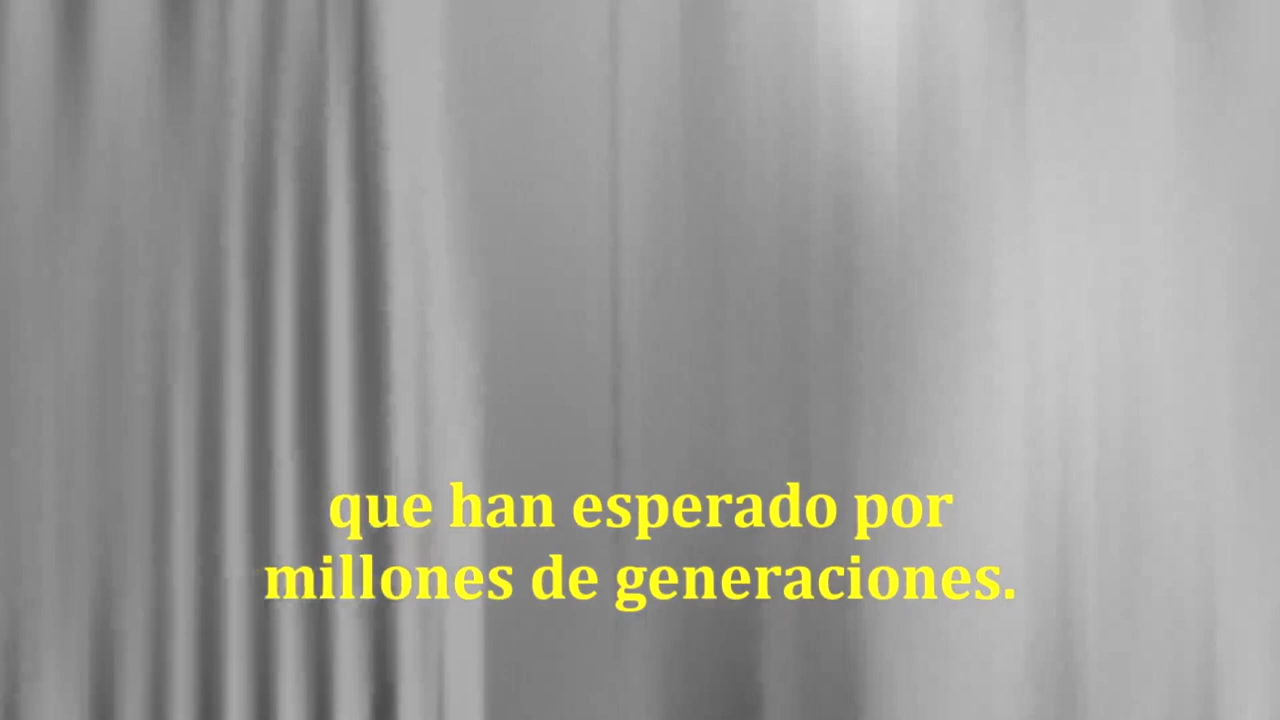 que han esperado por
millones de generaciones.